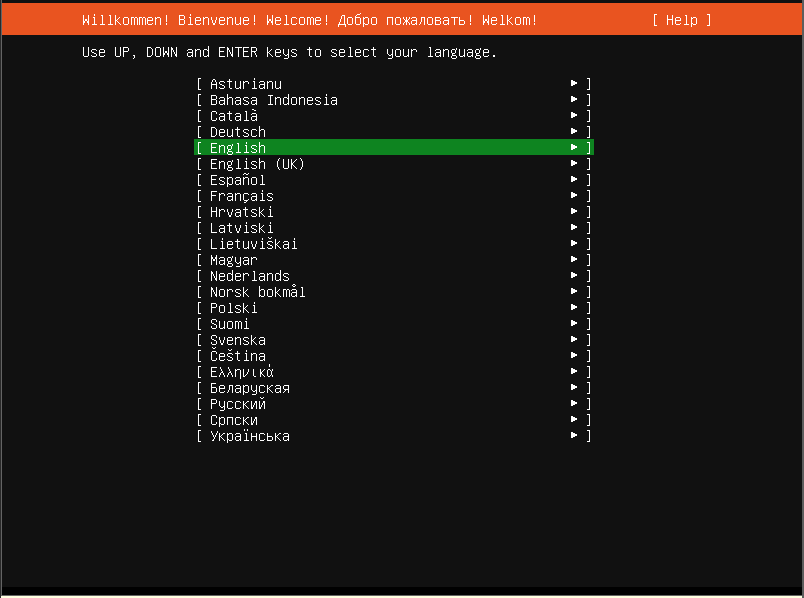 Willkommen! Bienvenue! Welcome! Добро пожаловать! Welkom! [ Help ]
Use UP, DOWN and ENTER keys to select your language.
[ Asturianu ► ]
[ Bahasa Indonesia ► ]
[ Català ► ]
[ Deutsch ► ]
[ English ► ]
[ English (UK) ► ]
[ Español ► ]
[ Français ► ]
[ Hrvatski ► ]
[ Latviski ► ]
[ Lietuviškai ► ]
[ Magyar ► ]
[ Nederlands ► ]
[ Norsk bokmål ► ]
[ Polski ► ]
[ Suomi ► ]
[ Svenska ► ]
[ Čeština ► ]
[ Ελληνικά ► ]
[ Беларуская ► ]
[ Русский ► ]
[ Српски ► ]
[ Українська ► ]